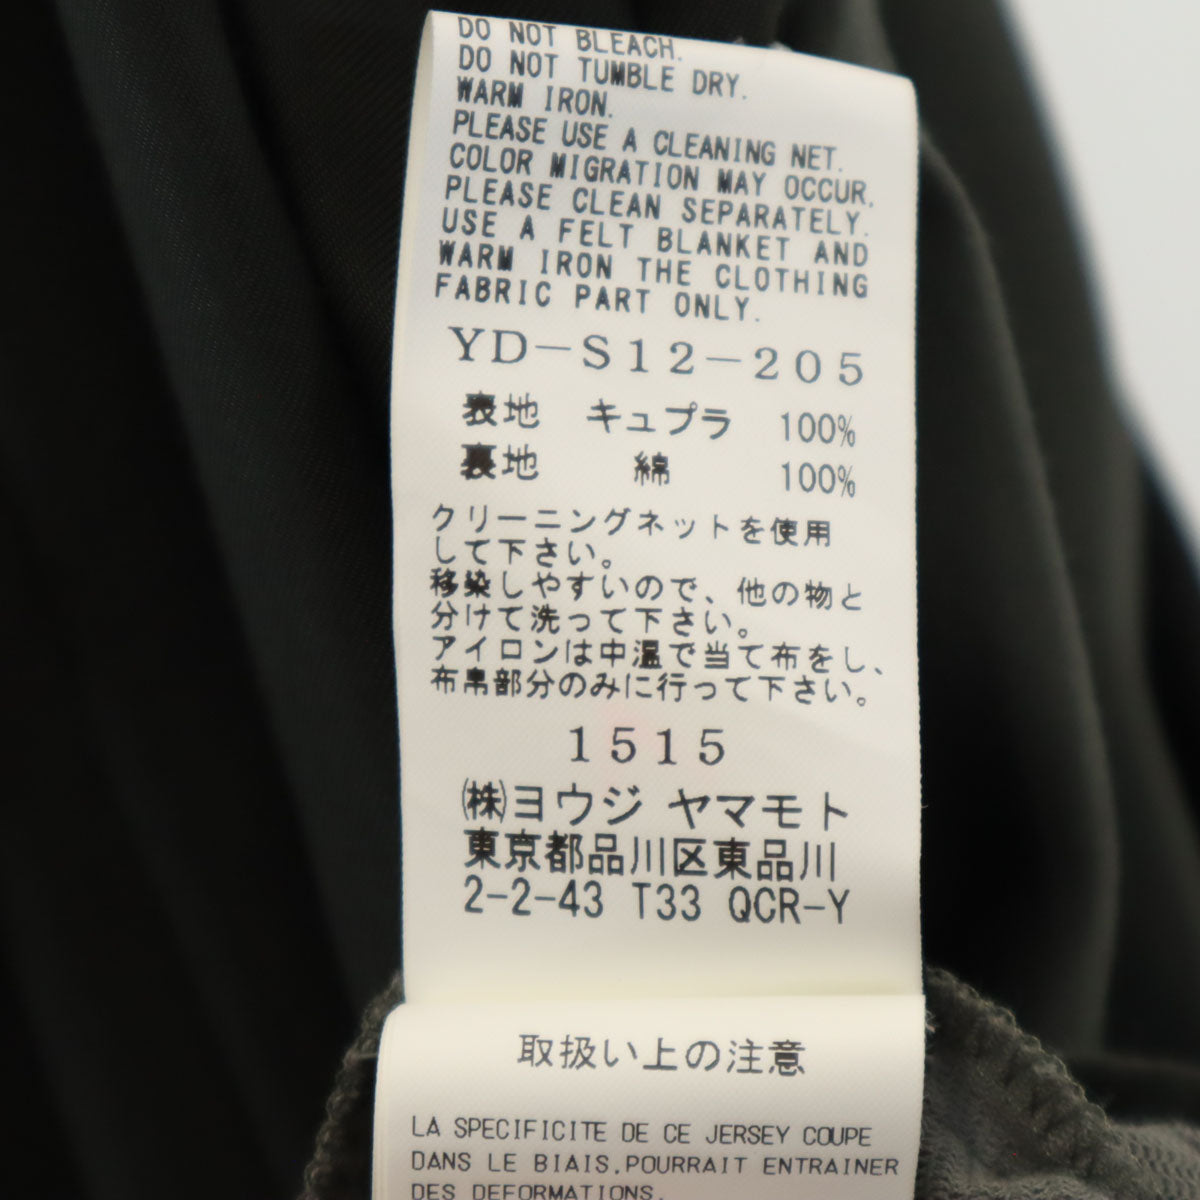 DO NOT BLEACH.
DO NOT TUMBLE DRY.
WARM IRON.
PLEASE USE A CLEANING NET.
COLOR MIGRATION MAY OCCUR.
PLEASE CLEAN SEPARATELY.
USE A FELT BLANKET AND
WARM IRON THE CLOTHING
FABRIC PART ONLY.
YD-S12-205
表地 キュプラ 100%
裏地 綿 100%
クリーニングネットを使用
して下さい。
移染しやすいので、他の物と
分けて洗って下さい。
アイロンは中温で当て布をし、
布帛部分のみに行って下さい。
1515
㈱ヨウジ ヤマモト
東京都品川区東品川
2-2-43 T33 QCR-Y
取扱い上の注意
LA SPECIFICITE DE CE JERSEY COUPE
DANS LE BIAIS,POURRAIT ENTRAINER
DES DEFORMATIONS.